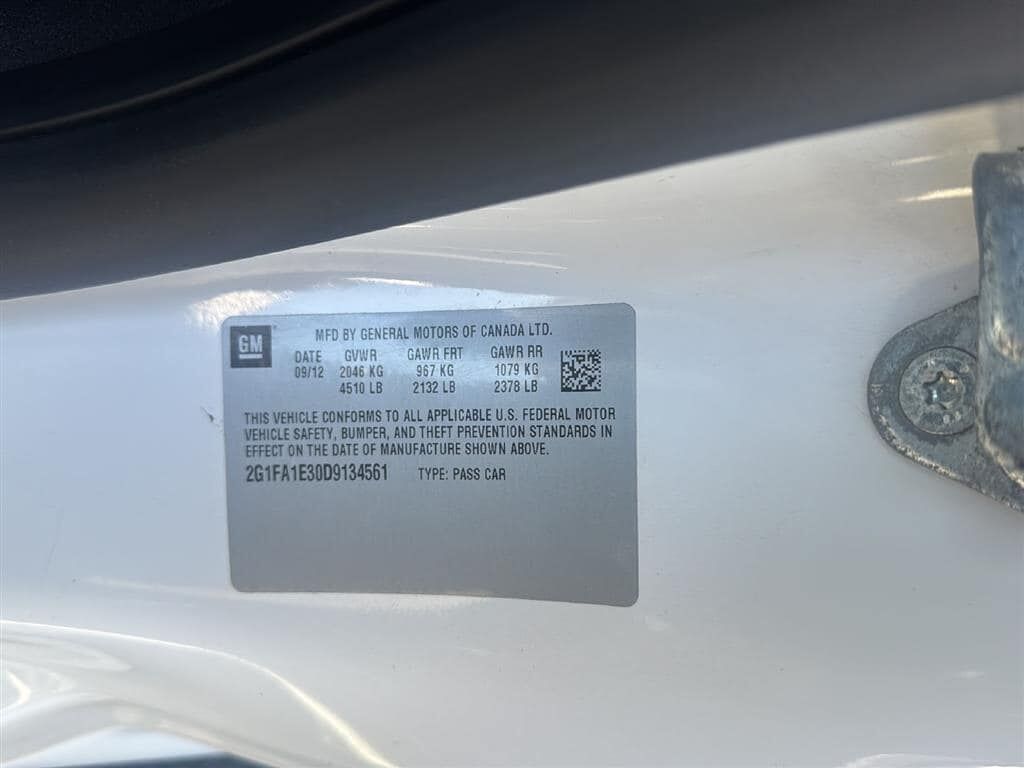 GM
MFD BY GENERAL MOTORS OF CANADA LTD.
DATE GVWR GAWR FRT GAWR RR
09/12 2046 KG 967 KG 1079 KG
4510 LB 2132 LB 2378 LB
THIS VEHICLE CONFORMS TO ALL APPLICABLE U.S. FEDERAL MOTOR
VEHICLE SAFETY, BUMPER, AND THEFT PREVENTION STANDARDS IN
EFFECT ON THE DATE OF MANUFACTURE SHOWN ABOVE.
2G1FA1E30D9134561 TYPE: PASS CAR